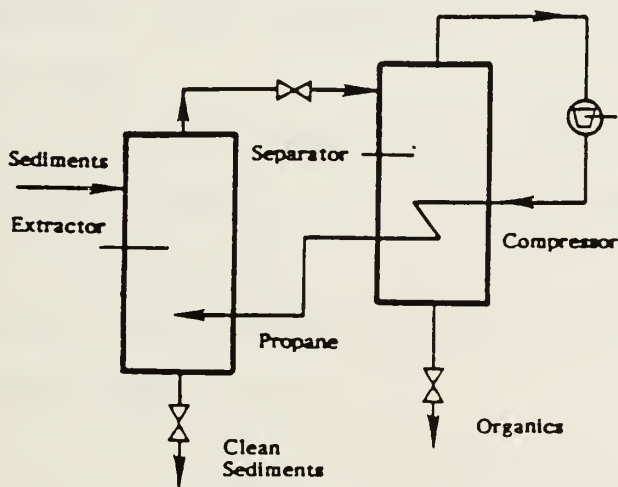 Sediments
Extractor
Separator
Compressor
Propane
Organics
Clean
Sediments